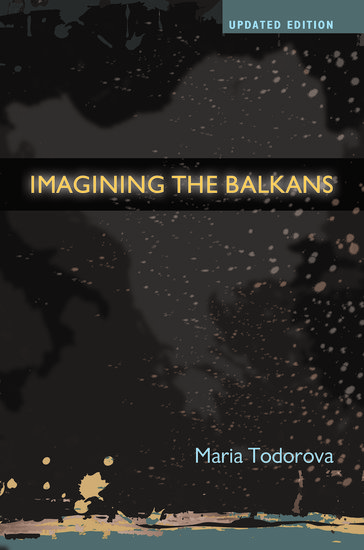 UPDATED EDITION
IMAGINING THE BALKANS
Maria Todorova